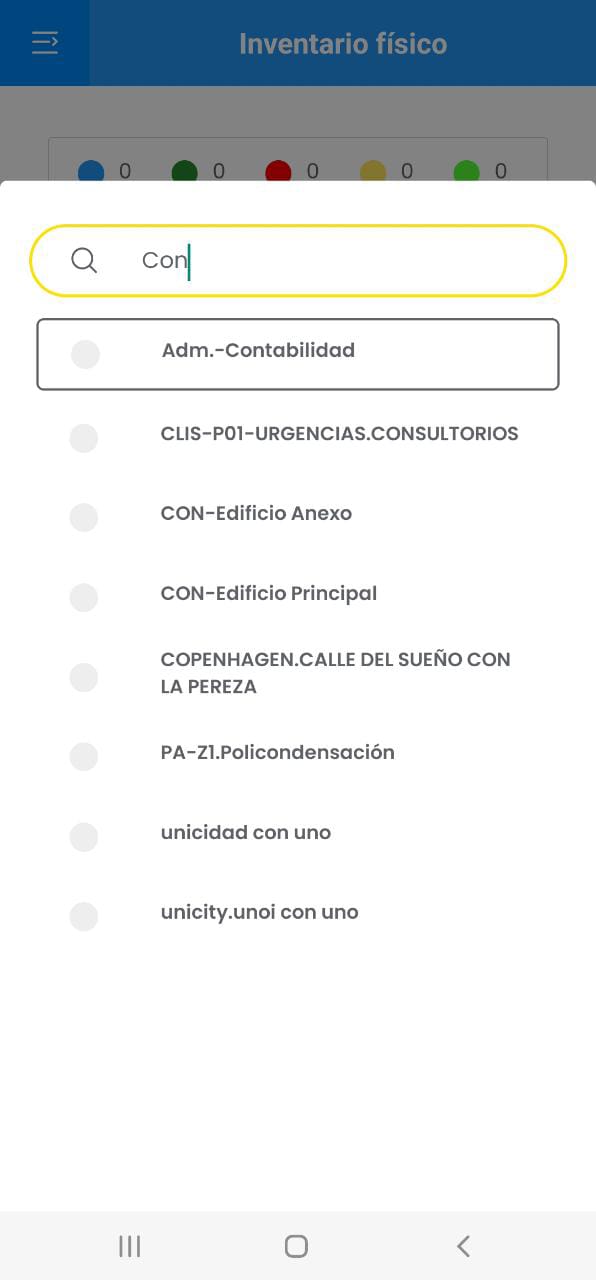 Inventario físico
0 0 0 0 0
Con
Adm.-Contabilidad
CLIS-P01-URGENCIAS.CONSULTORIOS
CON-Edificio Anexo
CON-Edificio Principal
COPENHAGEN.CALLE DEL SUEÑO CON
LA PEREZA
PA-Z1.Policondensación
unicidad con uno
unicity.unoi con uno